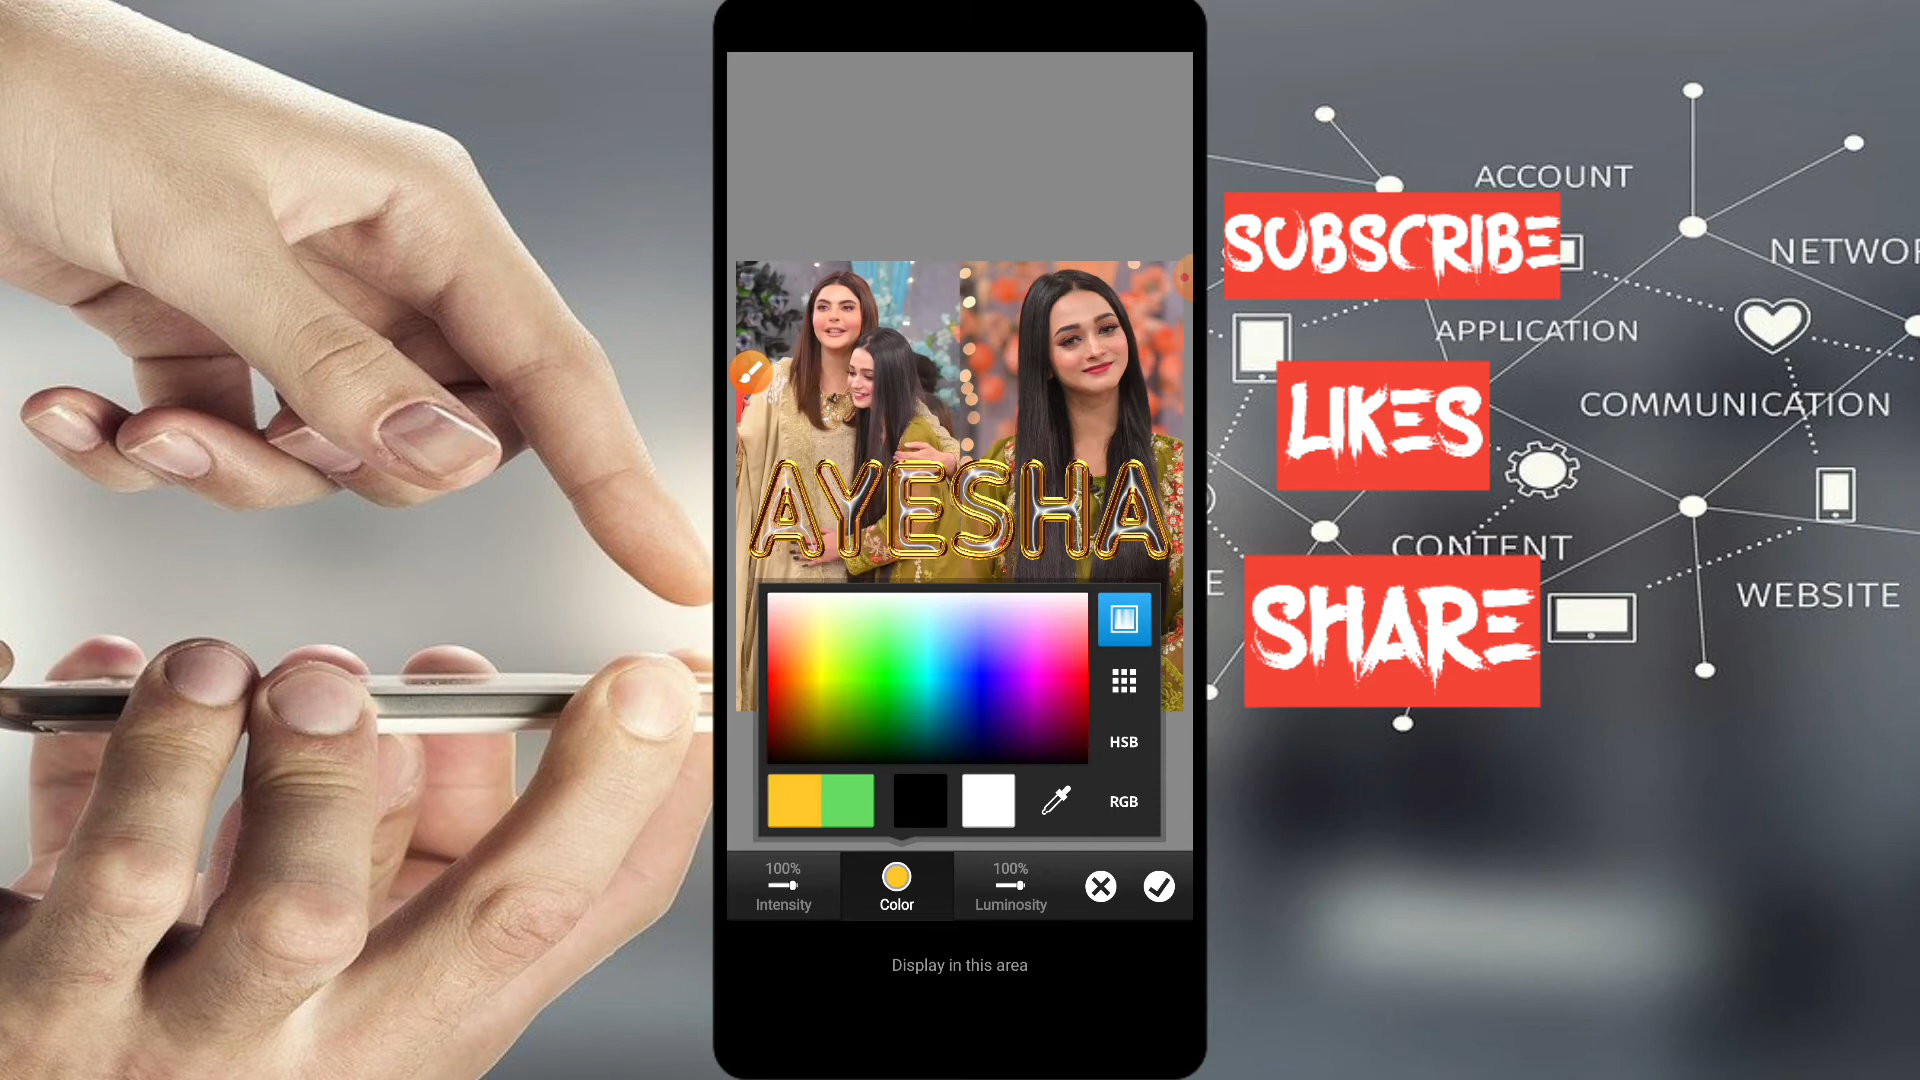 ACCOUNT
SUBSCRIBE
NETWOR
APPLICATION
LIKES
COMMUNICATION
CONTENT
E
SHARE
WEBSITE
AYESHA
HSB
RGB
100%
Intensity
Color
100%
Luminosity
Display in this area